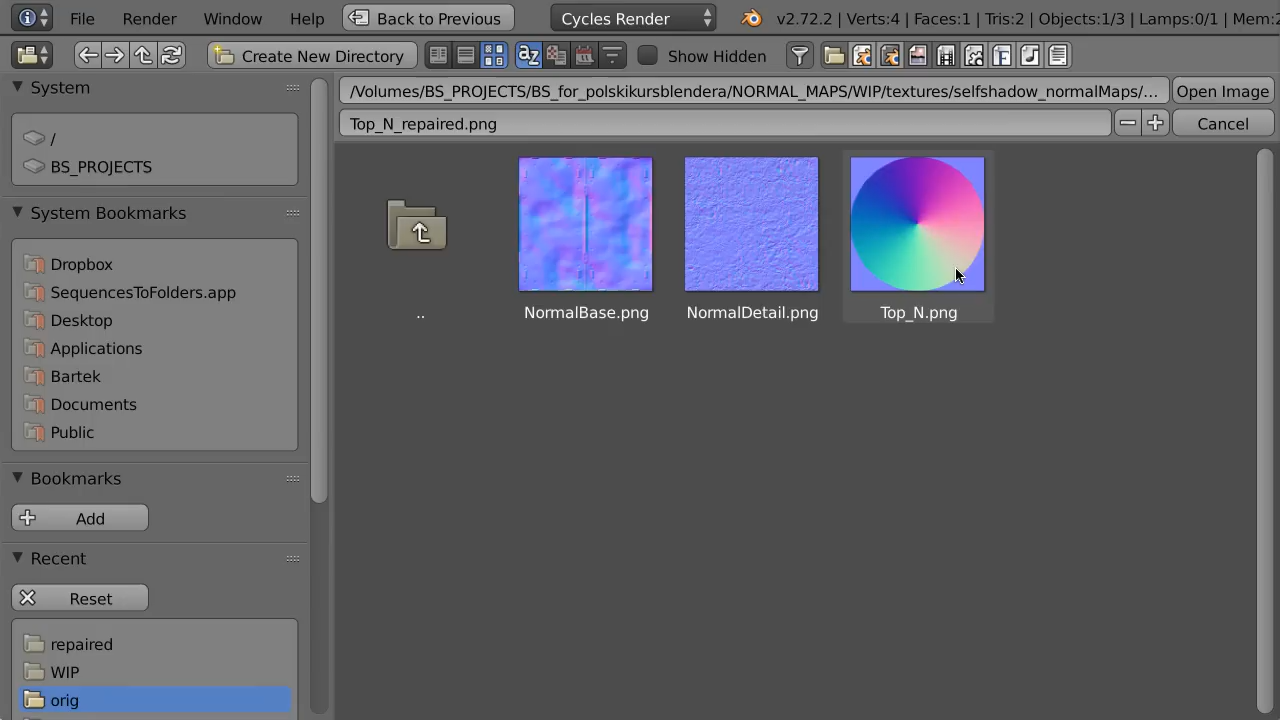 File Render Window Help Back to Previous Cycles Render v2.72.2 | Verts:4 | Faces:1 | Tris:2 | Objects:1/3 | Lamps:0/1 | Mem:
Create New Directory Show Hidden
System
/Volumes/BS_PROJECTS/BS_for_polskikursblendera/NORMAL_MAPS/WIP/textures/selfshadow_normalMaps/... Open Image
Top_N_repaired.png Cancel
/
BS_PROJECTS
System Bookmarks
Dropbox
SequencesToFolders.app
Desktop
Applications
Bartek
Documents
Public
Bookmarks
Add
Recent
Reset
repaired
WIP
orig
.. NormalBase.png NormalDetail.png Top_N.png